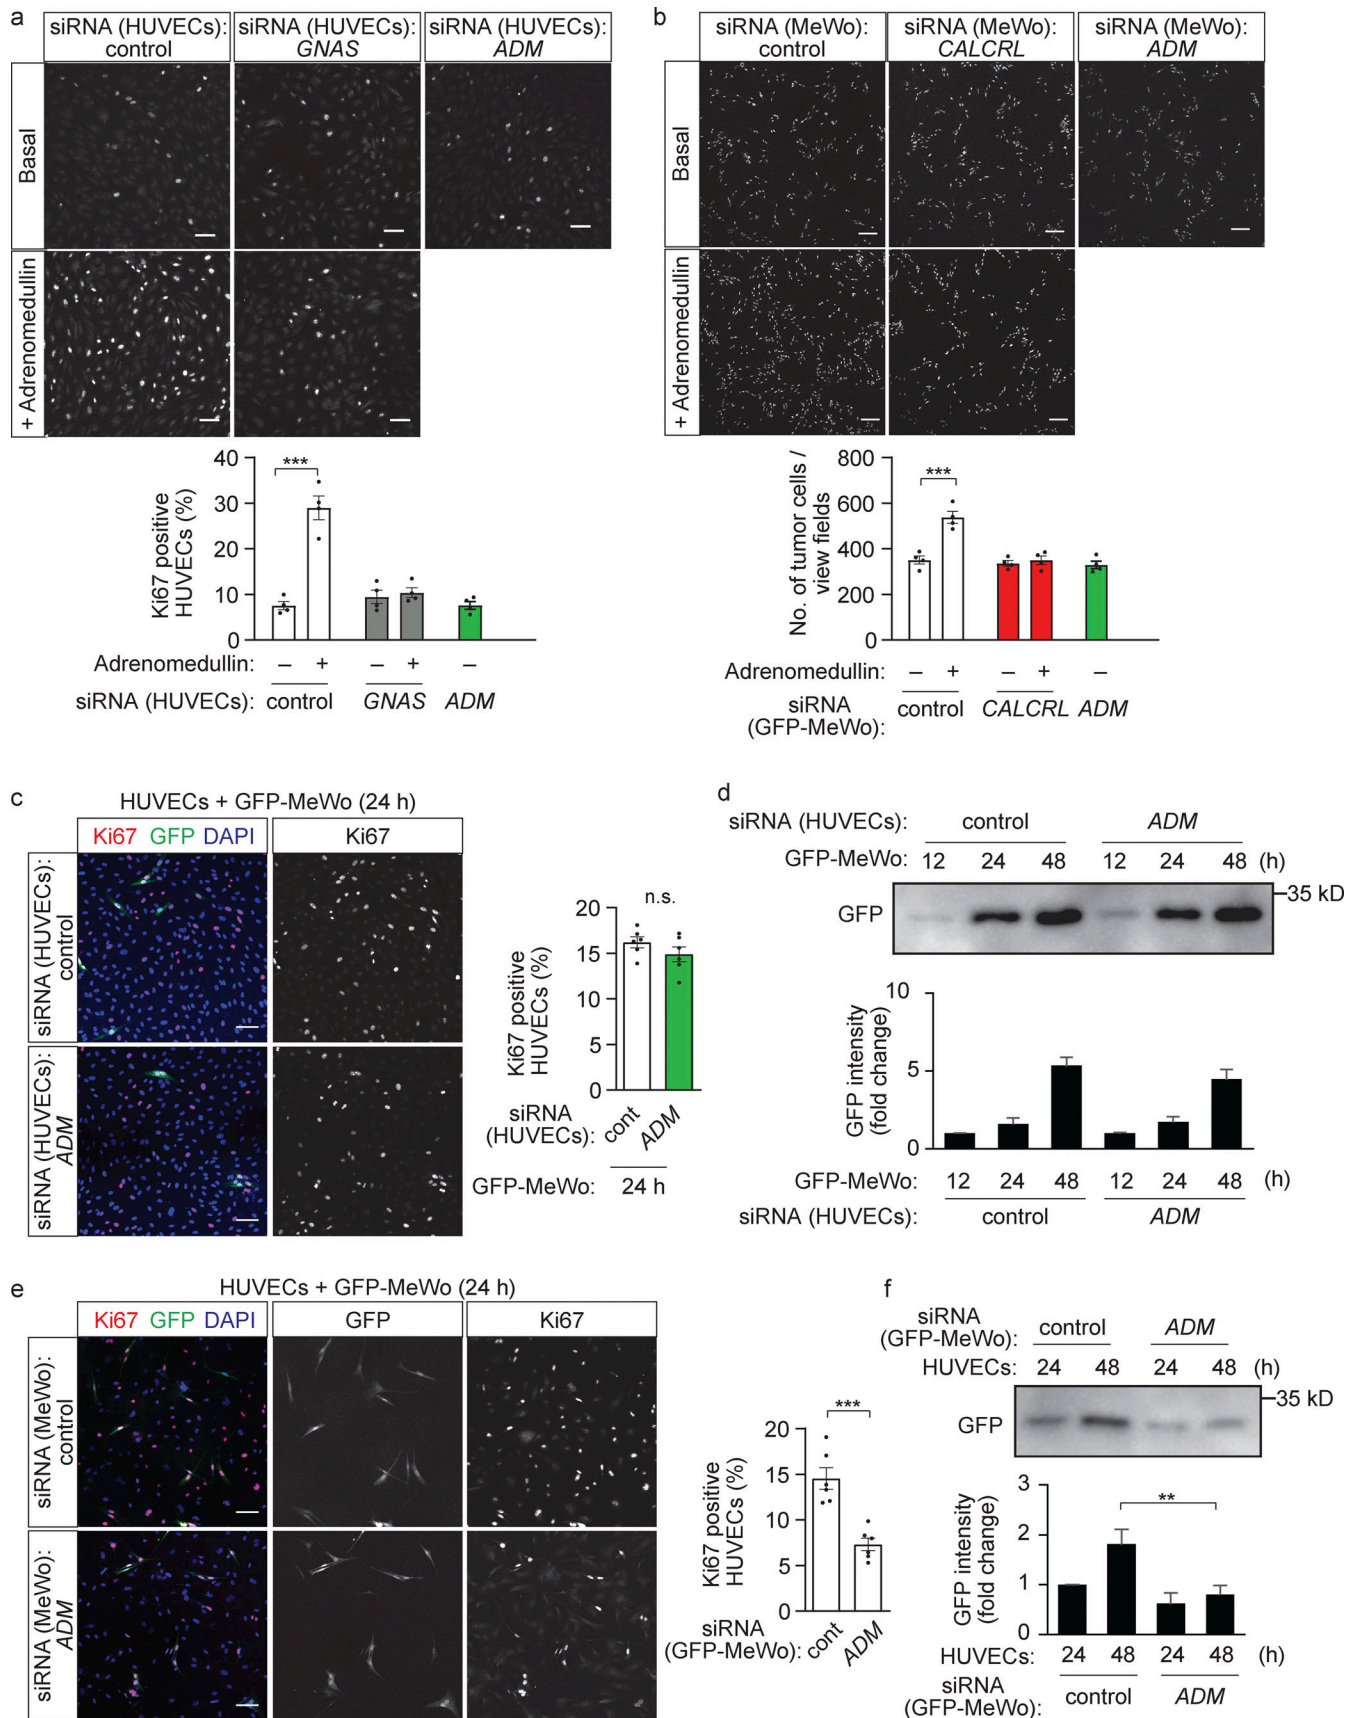 a
siRNA (HUVECs):
control
siRNA (HUVECs):
GNAS
siRNA (HUVECs):
ADM
Basal
+ Adrenomedullin
40
30
20
10
0
Ki67 positive
HUVECs (%)
***
Adrenomedullin: – + – + –
siRNA (HUVECs): control GNAS ADM
b
siRNA (MeWo):
control
siRNA (MeWo):
CALCRL
siRNA (MeWo):
ADM
Basal
+ Adrenomedullin
800
600
400
200
0
No. of tumor cells /
view fields
***
Adrenomedullin: – + – + –
siRNA
(GFP-MeWo):
control CALCRL ADM
c
HUVECs + GFP-MeWo (24 h)
Ki67 GFP DAPI
Ki67
siRNA (HUVECs):
control
siRNA (HUVECs):
ADM
n.s.
20
15
10
5
0
Ki67 positive
HUVECs (%)
siRNA
(HUVECs):
cont
ADM
GFP-MeWo: 24 h
d
siRNA (HUVECs): control ADM
GFP-MeWo: 12 24 48 12 24 48 (h)
35 kD
GFP
10
5
0
GFP intensity
(fold change)
GFP-MeWo: 12 24 48 12 24 48 (h)
siRNA (HUVECs): control ADM
e
HUVECs + GFP-MeWo (24 h)
Ki67 GFP DAPI
GFP
Ki67
siRNA (MeWo):
control
siRNA (MeWo):
ADM
***
20
15
10
5
0
Ki67 positive
HUVECs (%)
siRNA
(GFP-MeWo):
cont
ADM
f
siRNA
(GFP-MeWo):
control ADM
HUVECs: 24 48 24 48 (h)
35 kD
GFP
**
3
2
1
0
GFP intensity
(fold change)
HUVECs: 24 48 24 48 (h)
siRNA
(GFP-MeWo):
control ADM